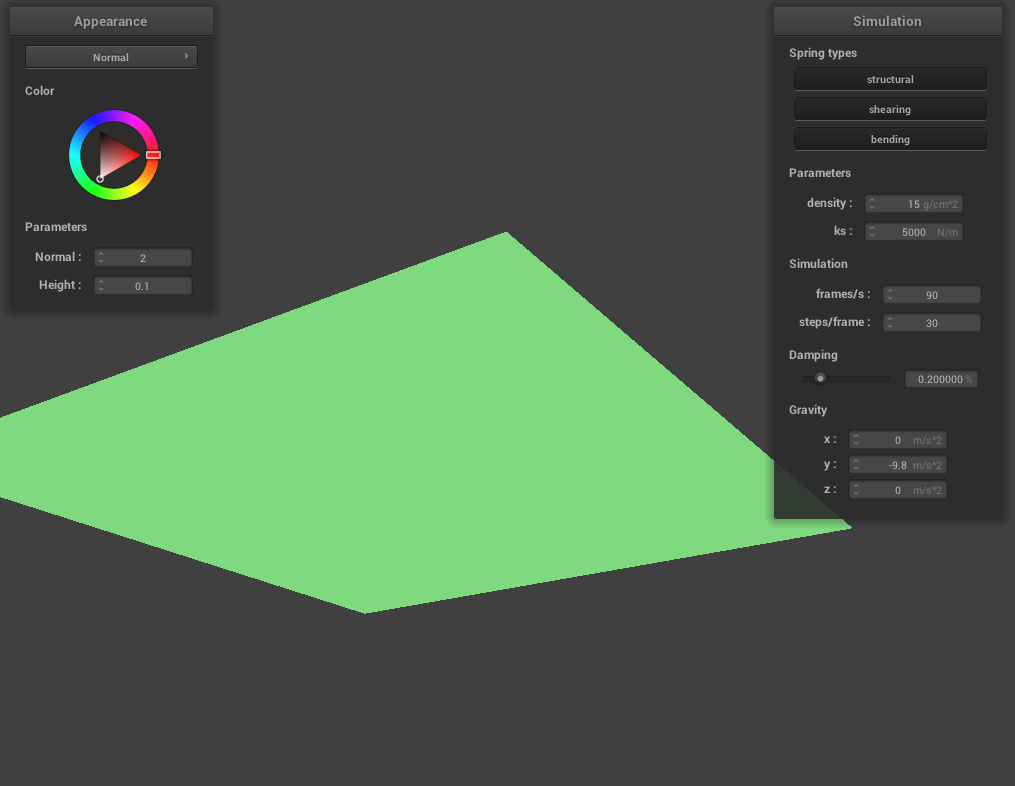 Appearance
Normal ›
Color
Parameters
Normal : 2
Height : 0.1
Simulation
Spring types
structural
shearing
bending
Parameters
density : 15 g/cm^2
ks : 5000 N/m
Simulation
frames/s : 90
steps/frame : 30
Damping
0.200000 %
Gravity
x : 0 m/s^2
y : -9.8 m/s^2
z : 0 m/s^2